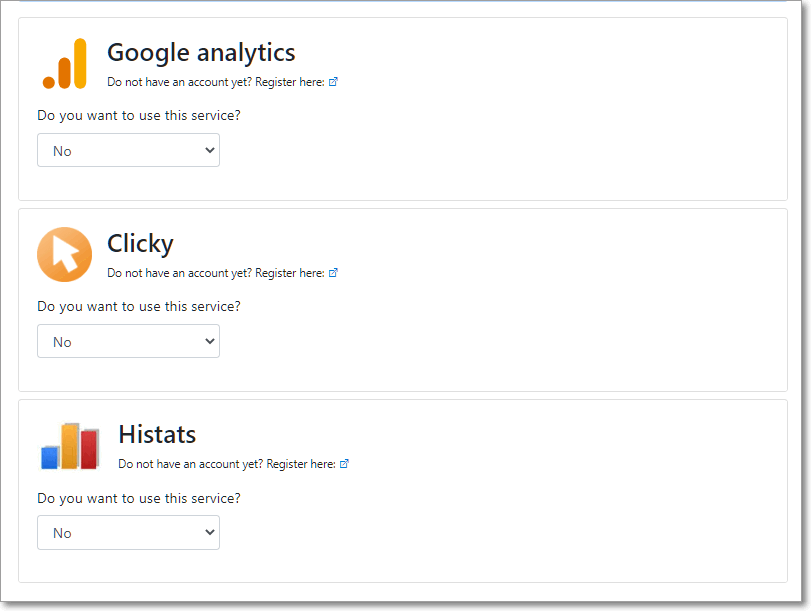 Google analytics
Do not have an account yet? Register here:
Do you want to use this service?
No
Clicky
Do not have an account yet? Register here:
Do you want to use this service?
No
Histats
Do not have an account yet? Register here:
Do you want to use this service?
No